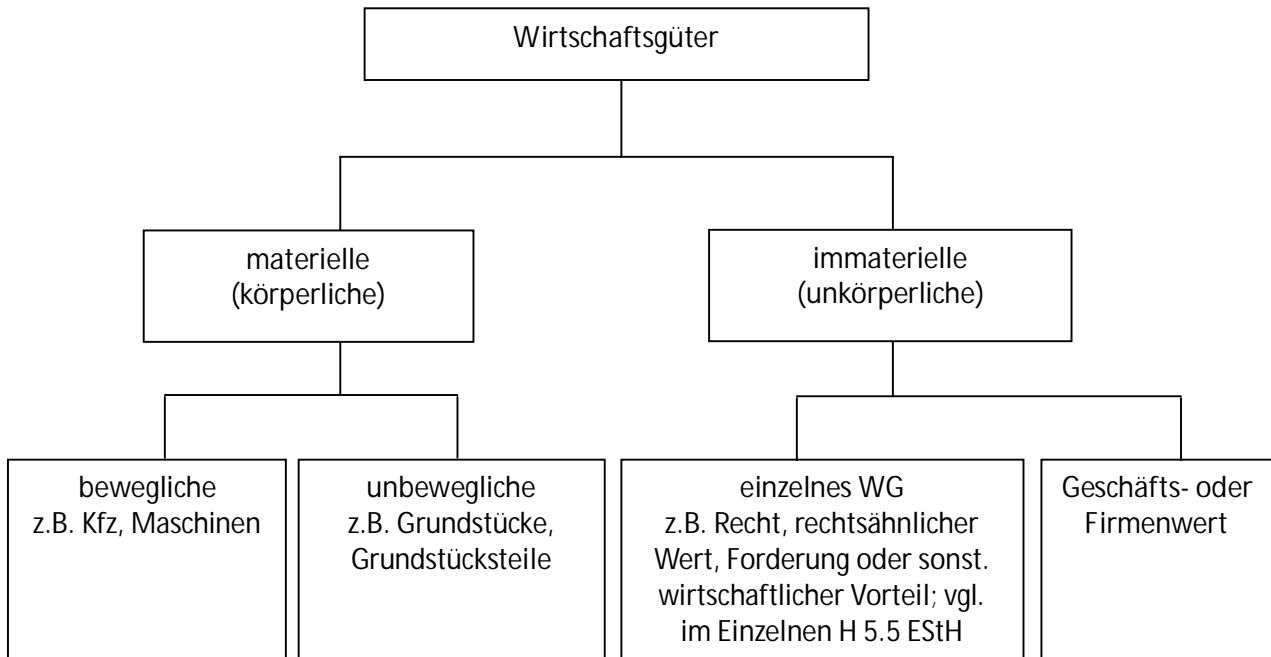 Wirtschaftsgüter
materielle
(körperliche)
immaterielle
(unkörperliche)
bewegliche
z.B. Kfz, Maschinen
unbewegliche
z.B. Grundstücke,
Grundstücksteile
einzelnes WG
z.B. Recht, rechtsähnlicher
Wert, Forderung oder sonst.
wirtschaftlicher Vorteil; vgl.
im Einzelnen H 5.5 EStH
Geschäfts- oder
Firmenwert